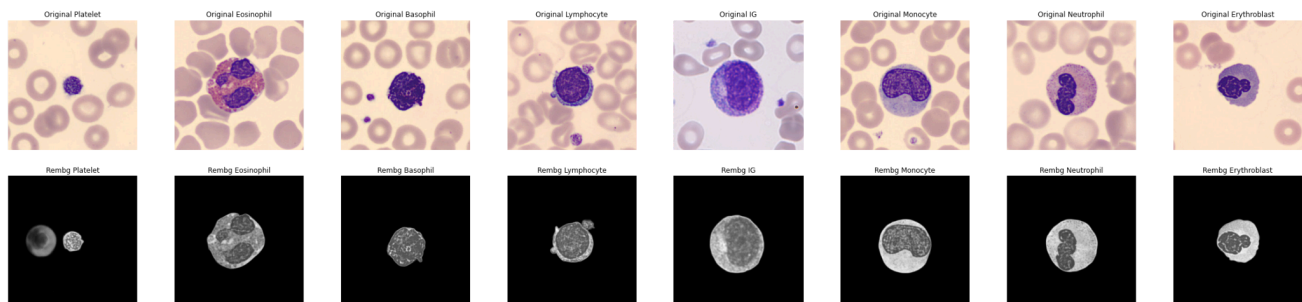 Original Platelet
Original Eosinophil
Original Basophil
Original Lymphocyte
Original IG
Original Monocyte
Original Neutrophil
Original Erythroblast
Rembg Platelet
Rembg Eosinophil
Rembg Basophil
Rembg Lymphocyte
Rembg IG
Rembg Monocyte
Rembg Neutrophil
Rembg Erythroblast